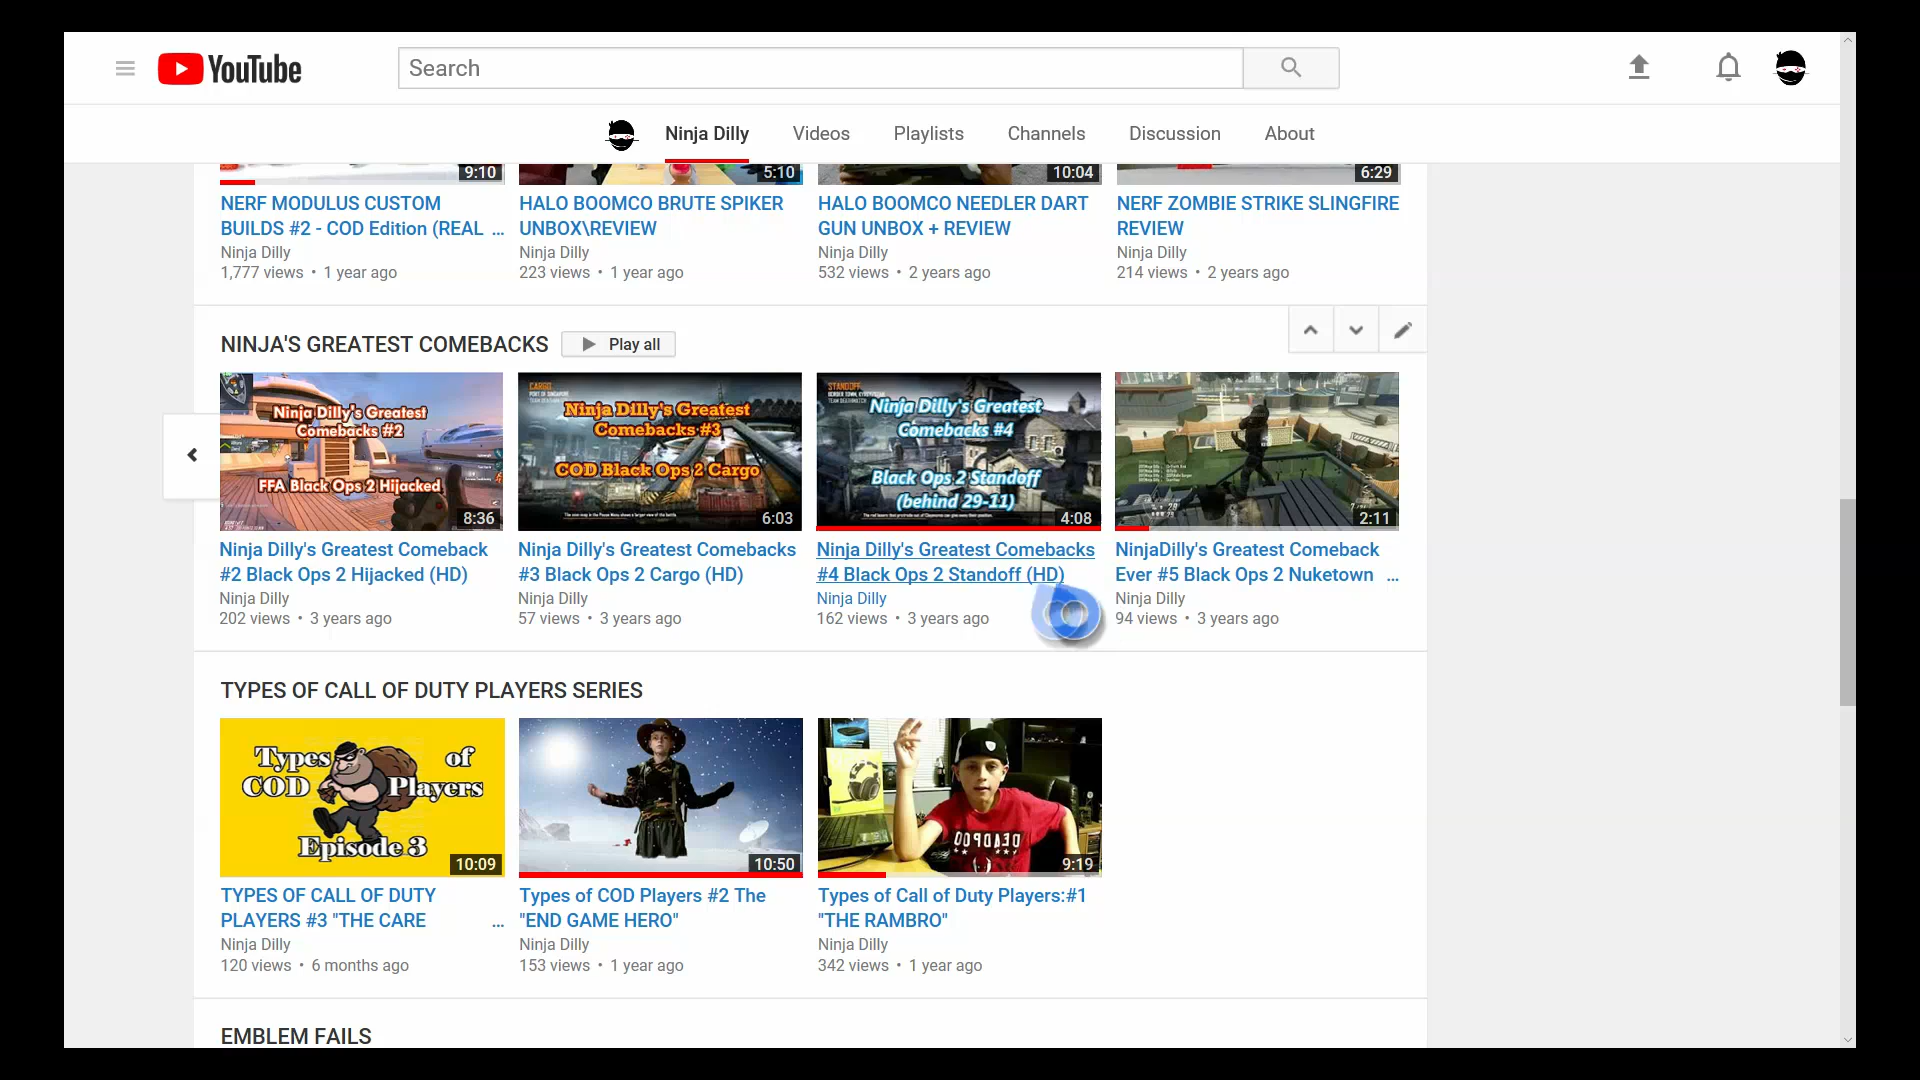 YouTube
Search
Ninja Dilly Videos Playlists Channels Discussion About
9:10
5:10
10:04
6:29
NERF MODULUS CUSTOM
BUILDS #2 - COD Edition (REAL ...
Ninja Dilly
1,777 views • 1 year ago
HALO BOOMCO BRUTE SPIKER
UNBOX\REVIEW
Ninja Dilly
223 views • 1 year ago
HALO BOOMCO NEEDLER DART
GUN UNBOX + REVIEW
Ninja Dilly
532 views • 2 years ago
NERF ZOMBIE STRIKE SLINGFIRE
REVIEW
Ninja Dilly
214 views • 2 years ago
NINJA'S GREATEST COMEBACKS
Play all
Ninja Dilly's Greatest
Comebacks #2
FFA Black Ops 2 Hijacked
8:36
Ninja Dilly's Greatest Comeback
#2 Black Ops 2 Hijacked (HD)
Ninja Dilly
202 views • 3 years ago
CARGO
Ninja Dilly's Greatest
Comebacks #3
COD Black Ops 2 Cargo
6:03
Ninja Dilly's Greatest Comebacks
#3 Black Ops 2 Cargo (HD)
Ninja Dilly
57 views • 3 years ago
STANDOFF
Ninja Dilly's Greatest
Comebacks #4
Black Ops 2 Standoff
(behind 29-11)
4:08
Ninja Dilly's Greatest Comebacks
#4 Black Ops 2 Standoff (HD)
Ninja Dilly
162 views • 3 years ago
2:11
NinjaDilly's Greatest Comeback
Ever #5 Black Ops 2 Nuketown ...
Ninja Dilly
94 views • 3 years ago
TYPES OF CALL OF DUTY PLAYERS SERIES
Types of
COD Players
Episode 3
10:09
TYPES OF CALL OF DUTY
PLAYERS #3 "THE CARE ...
Ninja Dilly
120 views • 6 months ago
10:50
Types of COD Players #2 The
"END GAME HERO"
Ninja Dilly
153 views • 1 year ago
DEADPOO
9:19
Types of Call of Duty Players:#1
"THE RAMBRO"
Ninja Dilly
342 views • 1 year ago
EMBLEM FAILS